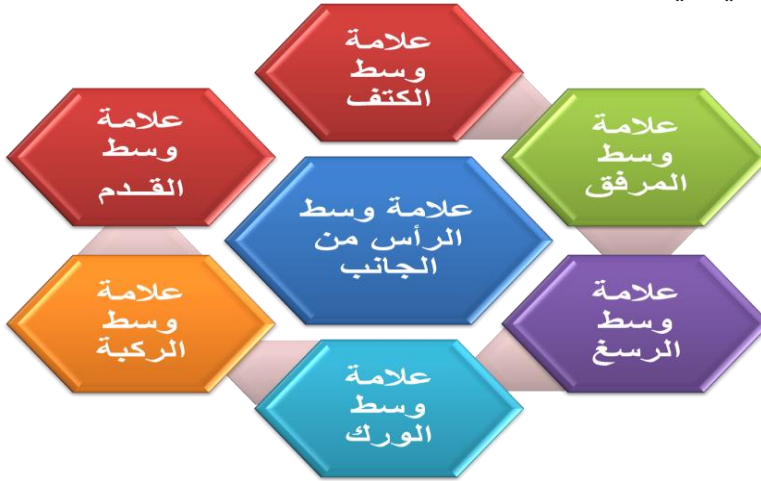 علامة
وسط
الكتف
علامة
وسط
المرفق
علامة
وسط
الرسغ
علامة
وسط
الورك
علامة
وسط
الركبة
علامة
وسط
القــدم
علامة وسط
الرأس من
الجانب